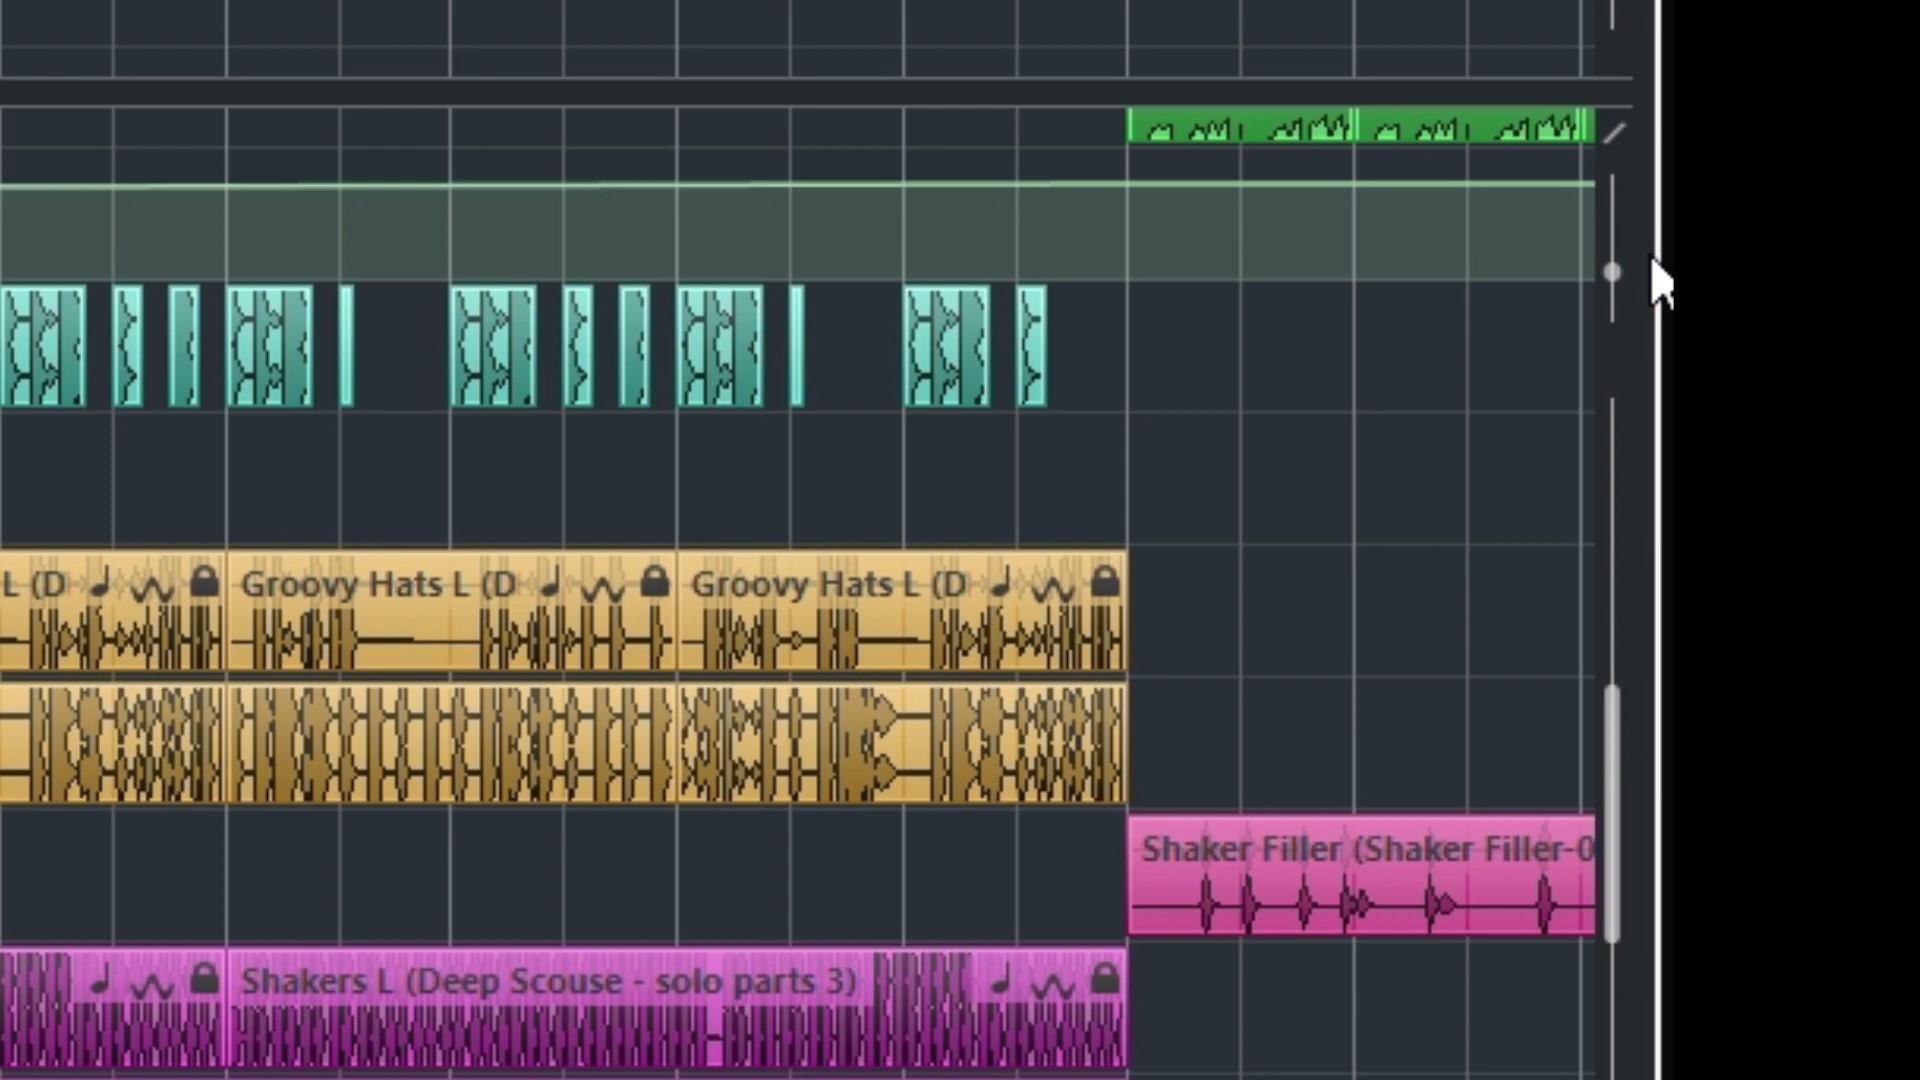 L (D
Groovy Hats L (D
Groovy Hats L (D
Shaker Filler (Shaker Filler-0
Shakers L (Deep Scouse - solo parts 3)